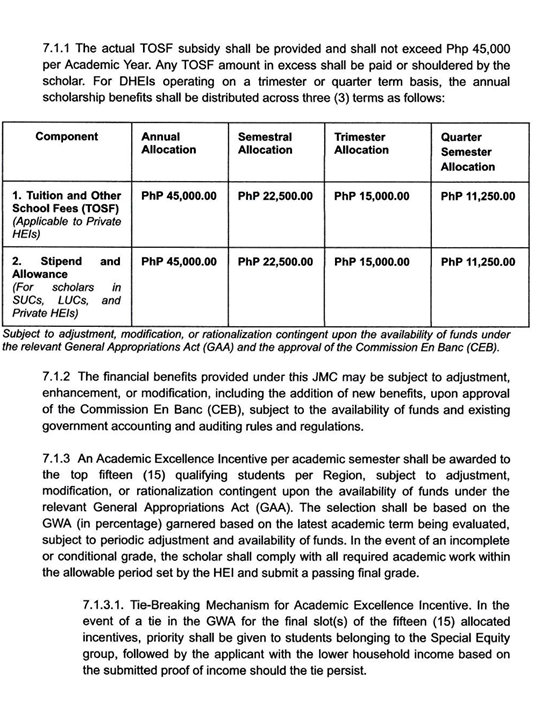 7.1.1 The actual TOSF subsidy shall be provided and shall not exceed Php 45,000
per Academic Year. Any TOSF amount in excess shall be paid or shouldered by the
scholar. For DHEIs operating on a trimester or quarter term basis, the annual
scholarship benefits shall be distributed across three (3) terms as follows:
Component
Annual
Allocation
Semestral
Allocation
Trimester
Allocation
Quarter
Semester
Allocation
1. Tuition and Other
School Fees (TOSF)
(Applicable to Private
HEIs)
PhP 45,000.00
PhP 22,500.00
PhP 15,000.00
PhP 11,250.00
2. Stipend and
Allowance
(For scholars in
SUCs, LUCs, and
Private HEIs)
PhP 45,000.00
PhP 22,500.00
PhP 15,000.00
PhP 11,250.00
Subject to adjustment, modification, or rationalization contingent upon the availability of funds under
the relevant General Appropriations Act (GAA) and the approval of the Commission En Banc (CEB).
7.1.2 The financial benefits provided under this JMC may be subject to adjustment,
enhancement, or modification, including the addition of new benefits, upon approval
of the Commission En Banc (CEB), subject to the availability of funds and existing
government accounting and auditing rules and regulations.
7.1.3 An Academic Excellence Incentive per academic semester shall be awarded to
the top fifteen (15) qualifying students per Region, subject to adjustment,
modification, or rationalization contingent upon the availability of funds under the
relevant General Appropriations Act (GAA). The selection shall be based on the
GWA (in percentage) garnered based on the latest academic term being evaluated,
subject to periodic adjustment and availability of funds. In the event of an incomplete
or conditional grade, the scholar shall comply with all required academic work within
the allowable period set by the HEI and submit a passing final grade.
7.1.3.1. Tie-Breaking Mechanism for Academic Excellence Incentive. In the
event of a tie in the GWA for the final slot(s) of the fifteen (15) allocated
incentives, priority shall be given to students belonging to the Special Equity
group, followed by the applicant with the lower household income based on
the submitted proof of income should the tie persist.